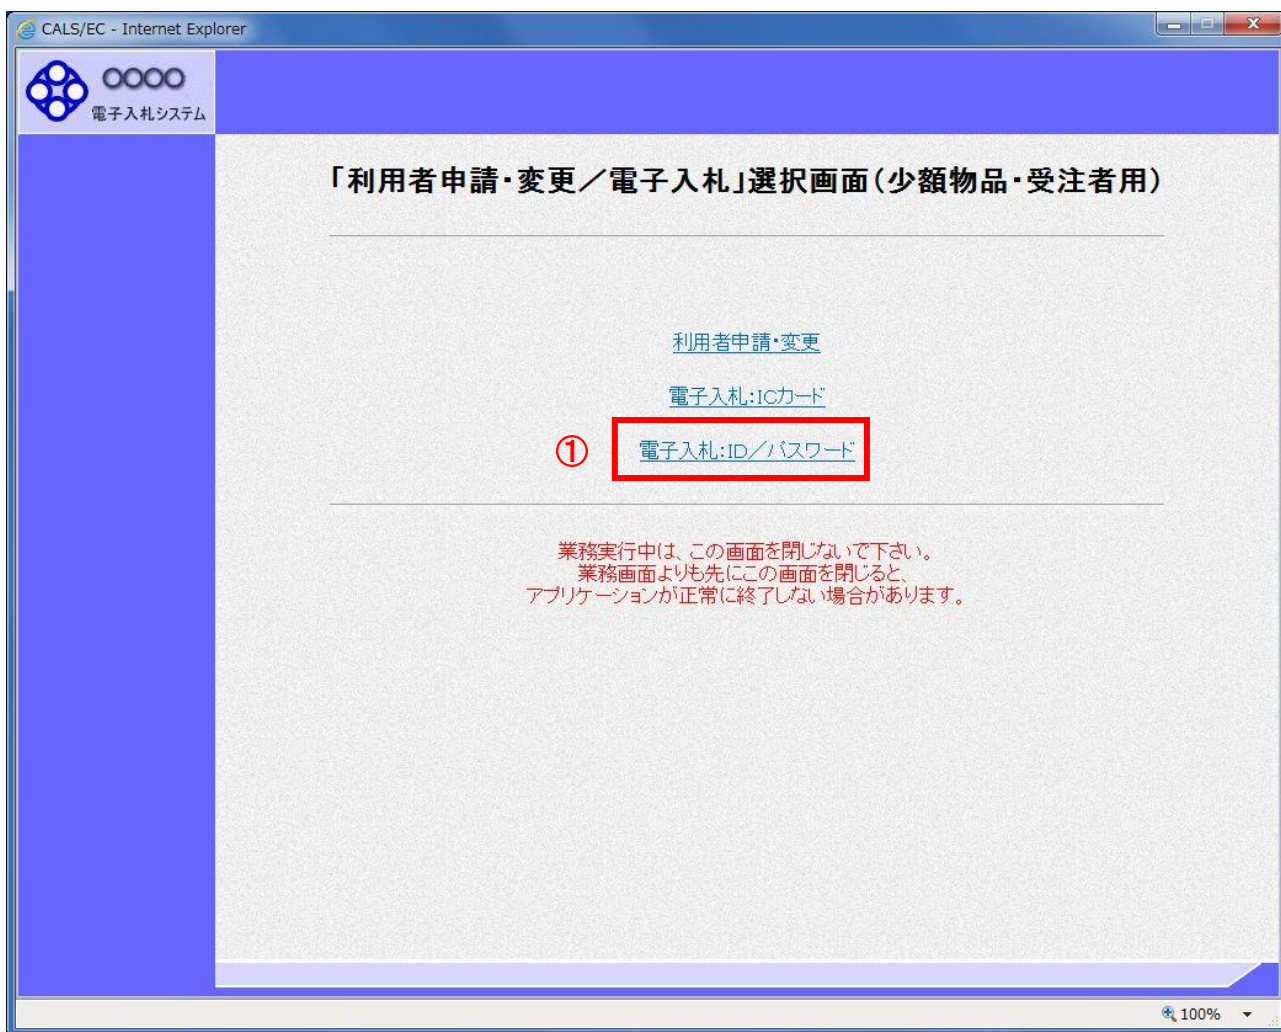 CALS/EC - Internet Explorer
○○○○
電子入札システム
「利用者申請・変更／電子入札」選択画面(少額物品・受注者用)
利用者申請・変更
電子入札:ICカード
①
電子入札:ID／パスワード
業務実行中は、この画面を閉じないで下さい。
業務画面よりも先にこの画面を閉じると、
アプリケーションが正常に終了しない場合があります。
100%